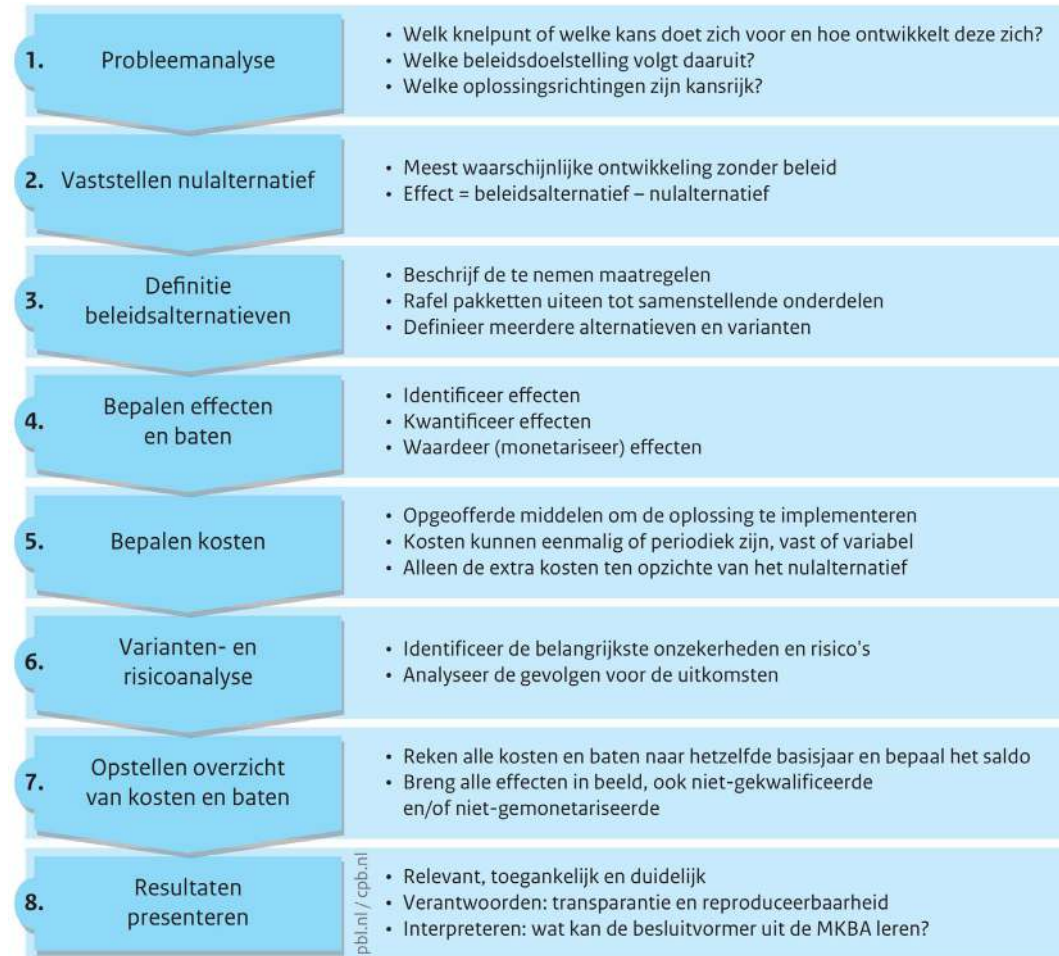 1.
Probleemanalyse
• Welk knelpunt of welke kans doet zich voor en hoe ontwikkelt deze zich?
• Welke beleidsdoelstelling volgt daaruit?
• Welke oplossingsrichtingen zijn kansrijk?
2.
Vaststellen nulalternatief
• Meest waarschijnlijke ontwikkeling zonder beleid
• Effect = beleidsalternatief – nulalternatief
3.
Definitie
beleidsalternatieven
• Beschrijf de te nemen maatregelen
• Rafel pakketten uiteen tot samenstellende onderdelen
• Definieer meerdere alternatieven en varianten
4.
Bepalen effecten
en baten
• Identificeer effecten
• Kwantificeer effecten
• Waardeer (monetariseer) effecten
5.
Bepalen kosten
• Opgeofferde middelen om de oplossing te implementeren
• Kosten kunnen eenmalig of periodiek zijn, vast of variabel
• Alleen de extra kosten ten opzichte van het nulalternatief
6.
Varianten- en
risicoanalyse
• Identificeer de belangrijkste onzekerheden en risico's
• Analyseer de gevolgen voor de uitkomsten
7.
Opstellen overzicht
van kosten en baten
• Reken alle kosten en baten naar hetzelfde basisjaar en bepaal het saldo
• Breng alle effecten in beeld, ook niet-gekwalificeerde
en/of niet-gemonetariseerde
8.
Resultaten
presenteren
pbl.nl / cpb.nl
• Relevant, toegankelijk en duidelijk
• Verantwoorden: transparantie en reproduceerbaarheid
• Interpreteren: wat kan de besluitvormer uit de MKBA leren?